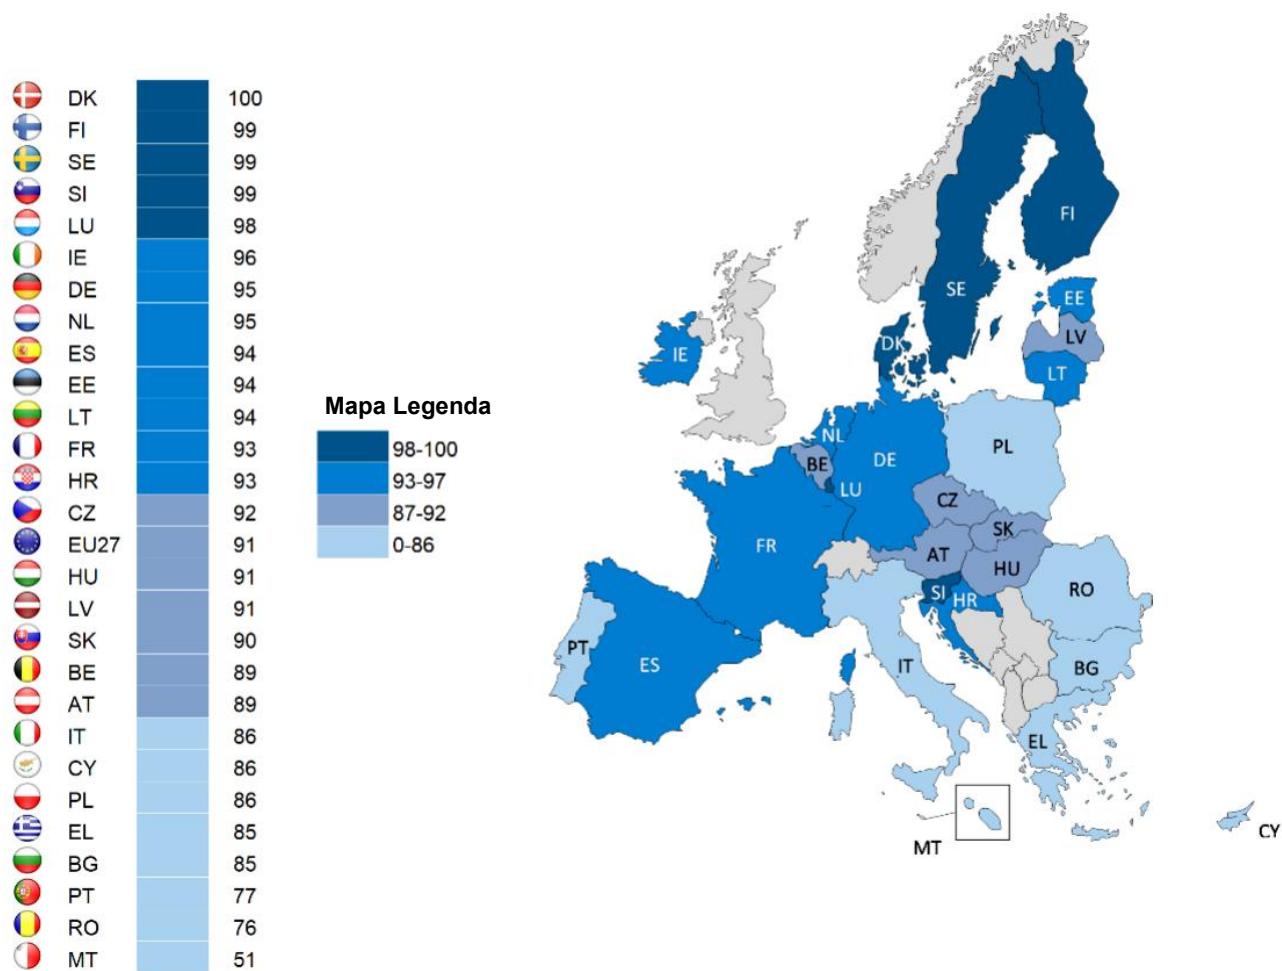 DK 100
FI 99
SE 99
SI 99
LU 98
IE 96
DE 95
NL 95
ES 94
EE 94
LT 94
FR 93
HR 93
CZ 92
EU27 91
HU 91
LV 91
SK 90
BE 89
AT 89
IT 86
CY 86
PL 86
EL 85
BG 85
PT 77
RO 76
MT 51
Mapa Legenda
98-100
93-97
87-92
0-86
FI
SE
EE
LV
DK
IE
LT
NL
PL
BE
DE
LU
CZ
SK
FR
AT
HU
SI
HR
RO
PT
ES
IT
BG
EL
MT
CY